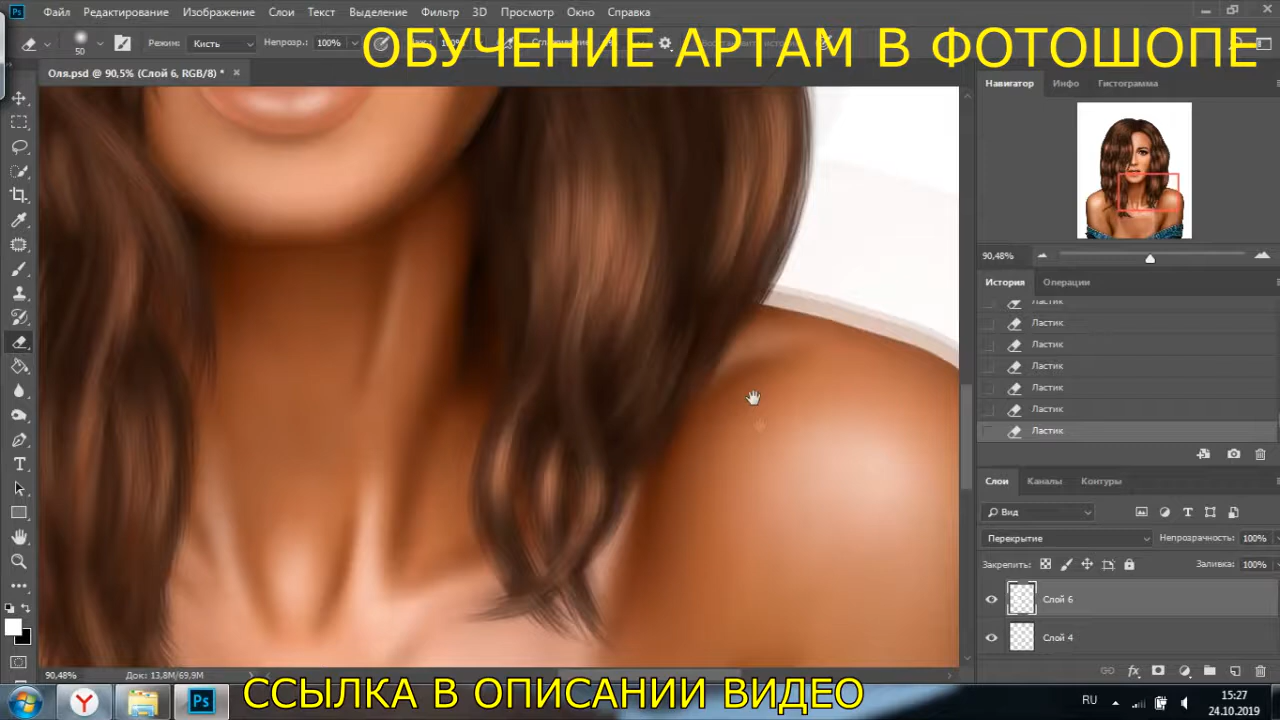 Файл Редактирование Изображение Слои Текст Выделение Фильтр 3D Просмотр Окно Справка
50 Режим: Кисть Непрозр.: 100% 100%
ОБУЧЕНИЕ АРТАМ В ФОТОШОПЕ
Оля.psd @ 90,5% (Слой 6, RGB/8) * ×
Навигатор Инфо Гистограмма
90,48%
История Операции
Ластик
Ластик
Ластик
Ластик
Ластик
Ластик
Ластик
Слои Каналы Контуры
Вид
Перекрытие Непрозрачность: 100%
Закрепить: Заливка: 100%
Слой 6
Слой 4
90,48% Док: 13,8M/69,9M
ССЫЛКА В ОПИСАНИИ ВИДЕО
RU 15:27
24.10.2019